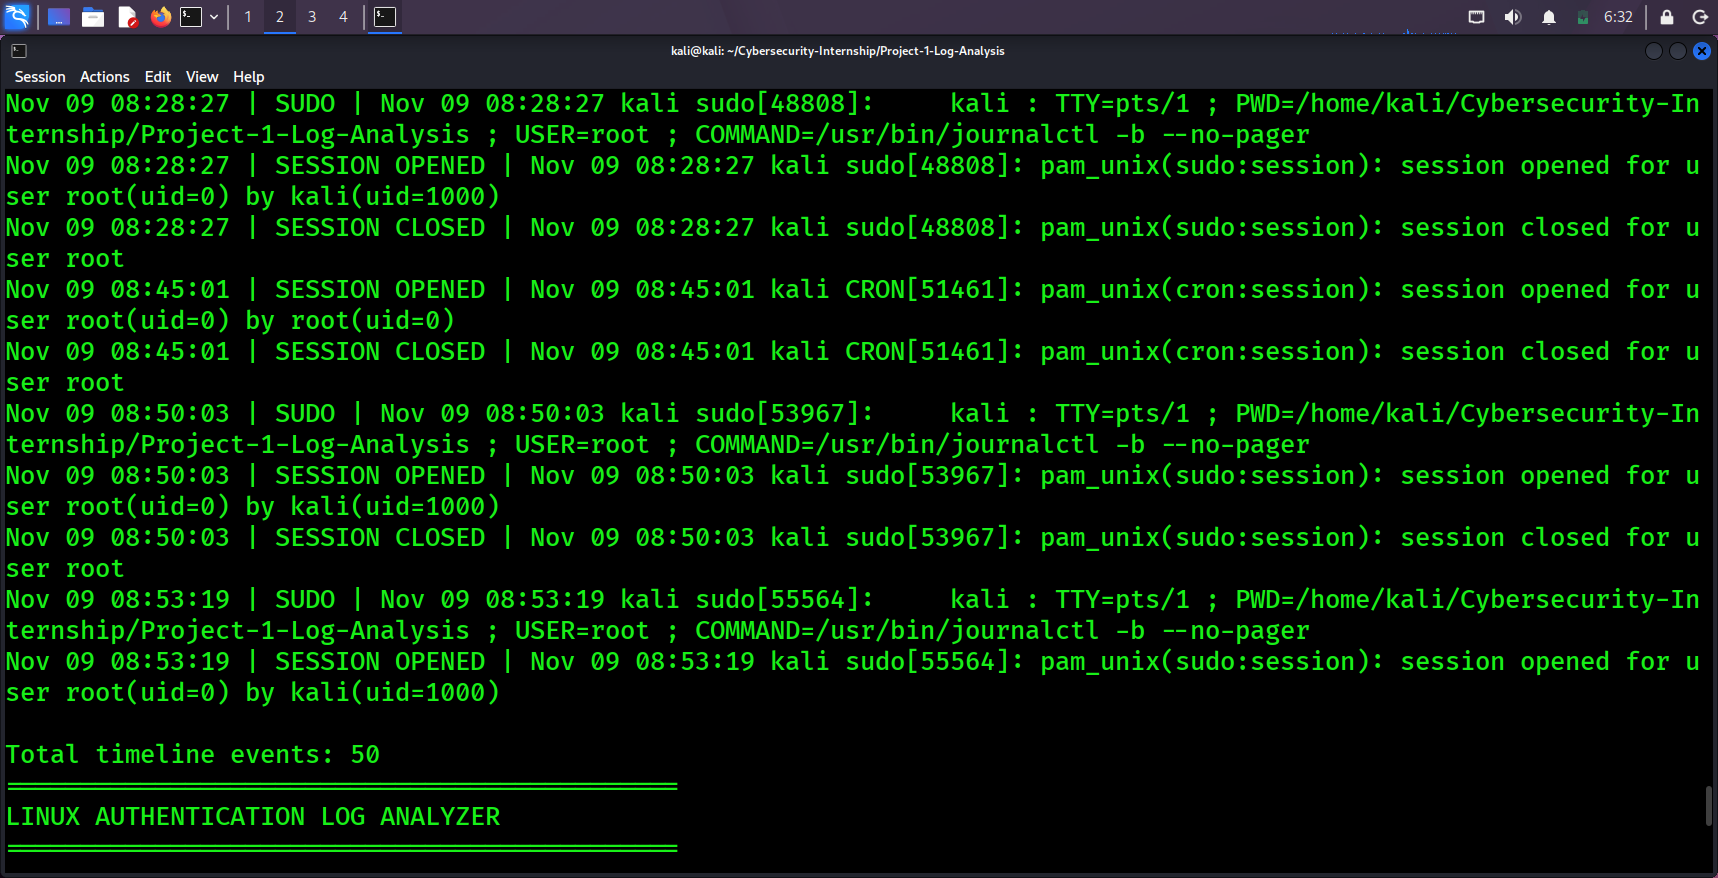 1 2 3 4
6:32
kali@kali: ~/Cybersecurity-Internship/Project-1-Log-Analysis
Session Actions Edit View Help
Nov 09 08:28:27 | SUDO | Nov 09 08:28:27 kali sudo[48808]:     kali : TTY=pts/1 ; PWD=/home/kali/Cybersecurity-In
ternship/Project-1-Log-Analysis ; USER=root ; COMMAND=/usr/bin/journalctl -b --no-pager
Nov 09 08:28:27 | SESSION OPENED | Nov 09 08:28:27 kali sudo[48808]: pam_unix(sudo:session): session opened for u
ser root(uid=0) by kali(uid=1000)
Nov 09 08:28:27 | SESSION CLOSED | Nov 09 08:28:27 kali sudo[48808]: pam_unix(sudo:session): session closed for u
ser root
Nov 09 08:45:01 | SESSION OPENED | Nov 09 08:45:01 kali CRON[51461]: pam_unix(cron:session): session opened for u
ser root(uid=0) by root(uid=0)
Nov 09 08:45:01 | SESSION CLOSED | Nov 09 08:45:01 kali CRON[51461]: pam_unix(cron:session): session closed for u
ser root
Nov 09 08:50:03 | SUDO | Nov 09 08:50:03 kali sudo[53967]:     kali : TTY=pts/1 ; PWD=/home/kali/Cybersecurity-In
ternship/Project-1-Log-Analysis ; USER=root ; COMMAND=/usr/bin/journalctl -b --no-pager
Nov 09 08:50:03 | SESSION OPENED | Nov 09 08:50:03 kali sudo[53967]: pam_unix(sudo:session): session opened for u
ser root(uid=0) by kali(uid=1000)
Nov 09 08:50:03 | SESSION CLOSED | Nov 09 08:50:03 kali sudo[53967]: pam_unix(sudo:session): session closed for u
ser root
Nov 09 08:53:19 | SUDO | Nov 09 08:53:19 kali sudo[55564]:     kali : TTY=pts/1 ; PWD=/home/kali/Cybersecurity-In
ternship/Project-1-Log-Analysis ; USER=root ; COMMAND=/usr/bin/journalctl -b --no-pager
Nov 09 08:53:19 | SESSION OPENED | Nov 09 08:53:19 kali sudo[55564]: pam_unix(sudo:session): session opened for u
ser root(uid=0) by kali(uid=1000)
Total timeline events: 50
LINUX AUTHENTICATION LOG ANALYZER